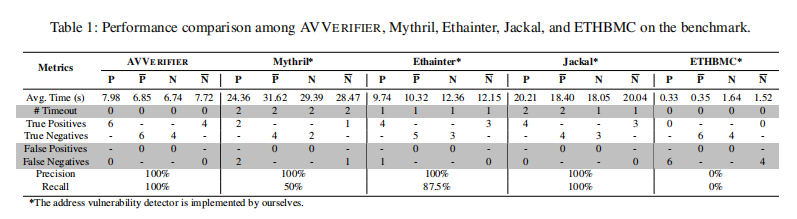 Table 1: Performance comparison among AVVERIFIER, Mythril, Ethainter, Jackal, and ETHBMC on the benchmark.
Metrics AVVERIFIER Mythril* Ethainter* Jackal* ETHBMC*
P P̅ N N̅ P P̅ N N̅ P P̅ N N̅ P P̅ N N̅ P P̅ N N̅
Avg. Time (s) 7.98 6.85 6.74 7.72 24.36 31.62 29.39 28.47 9.74 10.32 12.36 12.15 20.21 18.40 18.05 20.04 0.33 0.35 1.64 1.52
# Timeout 0 0 0 0 2 2 2 2 1 1 1 1 2 2 1 1 0 0 0 0
True Positives 6 - - 4 2 - - 1 4 - - 3 4 - - 3 0 - - 0
True Negatives - 6 4 - - 4 2 - - 5 3 - - 4 3 - - 6 4 -
False Positives - 0 0 - - 0 0 - - 0 0 - - 0 0 - - 0 0 -
False Negatives 0 - - 0 2 - - 1 1 - - 0 0 - - 0 6 - - 4
Precision 100% 100% 100% 100% 0%
Recall 100% 50% 87.5% 100% 0%
*The address vulnerability detector is implemented by ourselves.